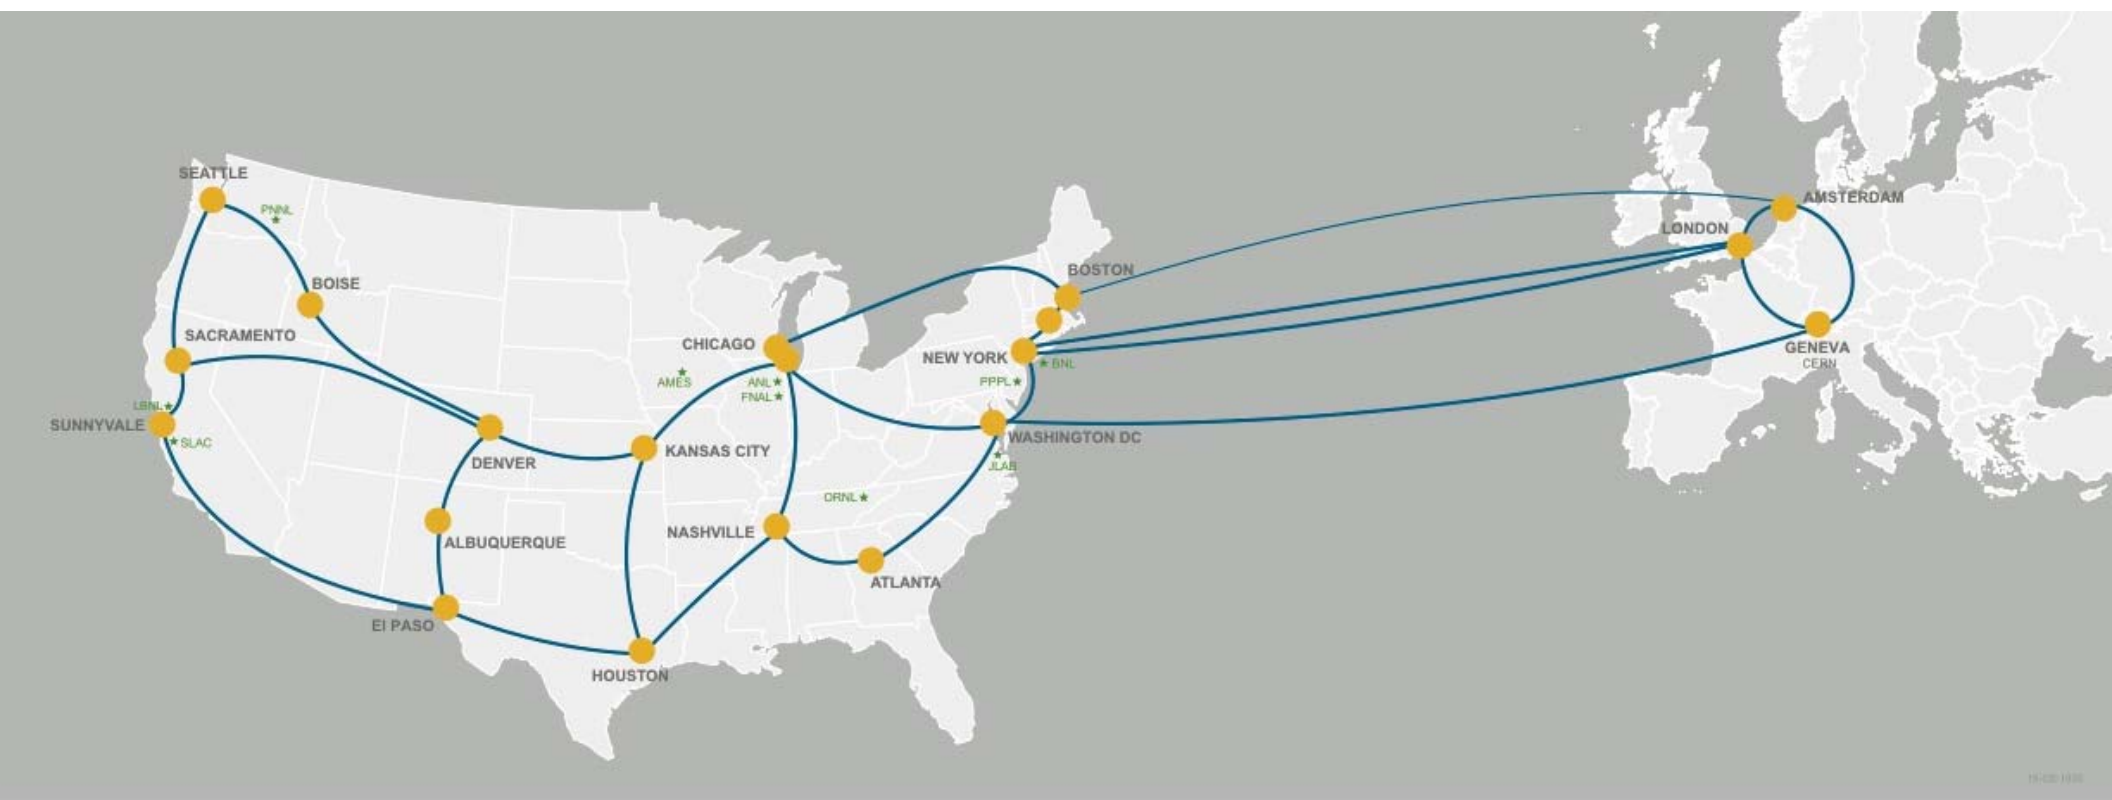 SEATTLE
PNNL
AMSTERDAM
LONDON
BOSTON
BOISE
SACRAMENTO
CHICAGO
NEW YORK
BNL
GENEVA
CERN
AMES
ANL
FNAL
PPPL
LBNL
SUNNYVALE
SLAC
DENVER
KANSAS CITY
WASHINGTON DC
JLAB
ORNL
NASHVILLE
ALBUQUERQUE
ATLANTA
El PASO
HOUSTON